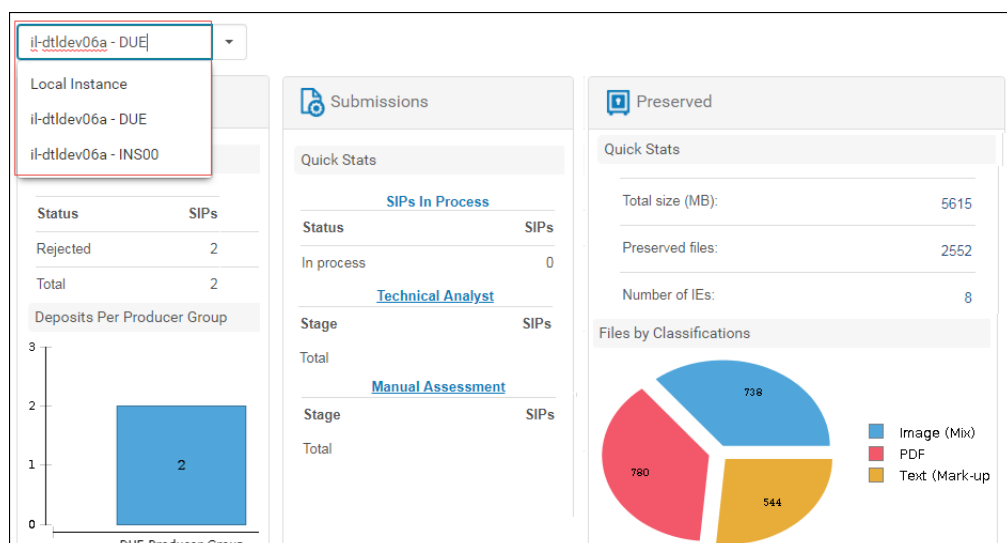 il-dtldev06a - DUE
Local Instance
il-dtldev06a - DUE
il-dtldev06a - INS00
Status SIPs
Rejected 2
Total 2
Deposits Per Producer Group
3
2
1
0
2
DUE Producer Group
Submissions
Quick Stats
SIPs In Process
Status SIPs
In process 0
Technical Analyst
Stage SIPs
Total
Manual Assessment
Stage SIPs
Total
Preserved
Quick Stats
Total size (MB): 5615
Preserved files: 2552
Number of IEs: 8
Files by Classifications
738
780
544
Image (Mix)
PDF
Text (Mark-up